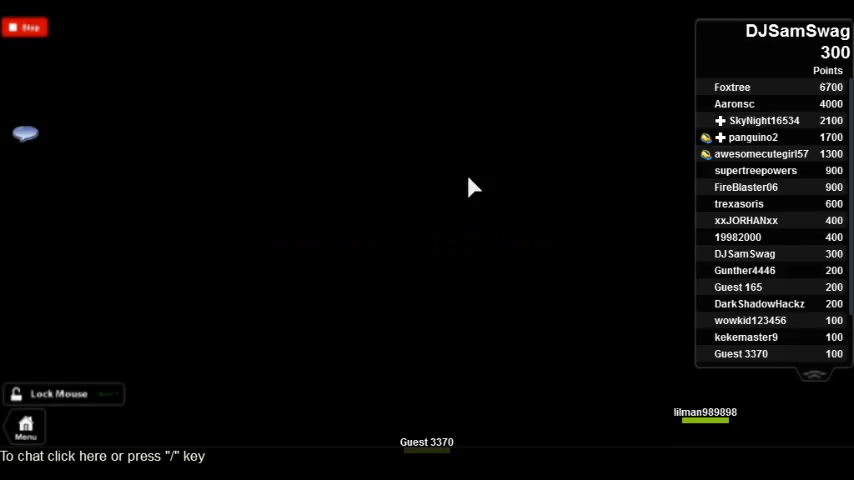 Stop
DJSamSwag
300
Points
Foxtree 6700
Aaronsc 4000
SkyNight16534 2100
panguino2 1700
awesomecutegirl57 1300
supertreepowers 900
FireBlaster06 900
trexasoris 600
xxJORHANxx 400
19982000 400
DJSamSwag 300
Gunther4446 200
Guest 165 200
DarkShadowHackz 200
wowkid123456 100
kekemaster9 100
Guest 3370 100
Lock Mouse
Menu
lilman989898
Guest 3370
To chat click here or press "/" key